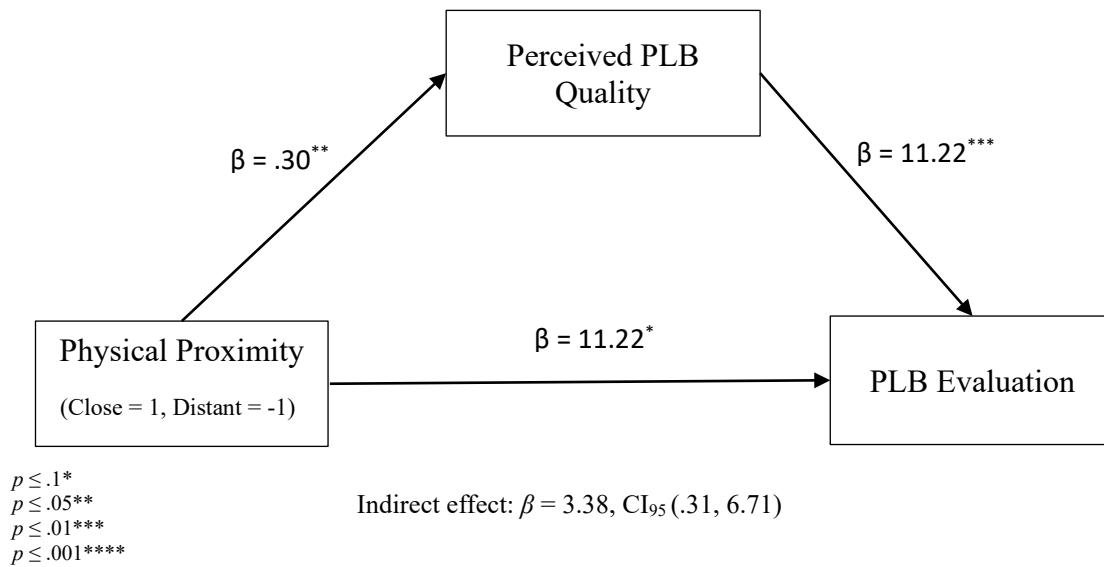 Perceived PLB
Quality
β = .30**
β = 11.22***
β = 11.22*
Physical Proximity
(Close = 1, Distant = -1)
PLB Evaluation
p ≤ .1*
p ≤ .05**
p ≤ .01***
p ≤ .001****
Indirect effect: β = 3.38, CI₉₅ (.31, 6.71)